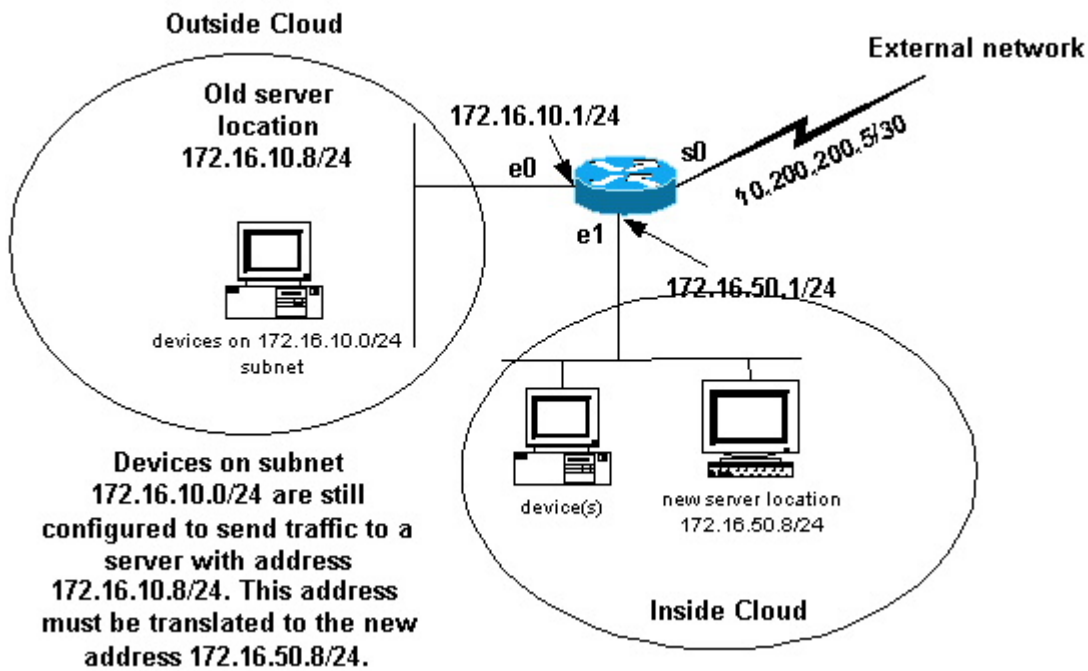 Outside Cloud
External network
Old server
location
172.16.10.8/24
172.16.10.1/24
e0
s0
10.200.200.5/30
e1
172.16.50.1/24
devices on 172.16.10.0/24
subnet
device(s)
new server location
172.16.50.8/24
Devices on subnet
172.16.10.0/24 are still
configured to send traffic to a
server with address
172.16.10.8/24. This address
must be translated to the new
address 172.16.50.8/24.
Inside Cloud